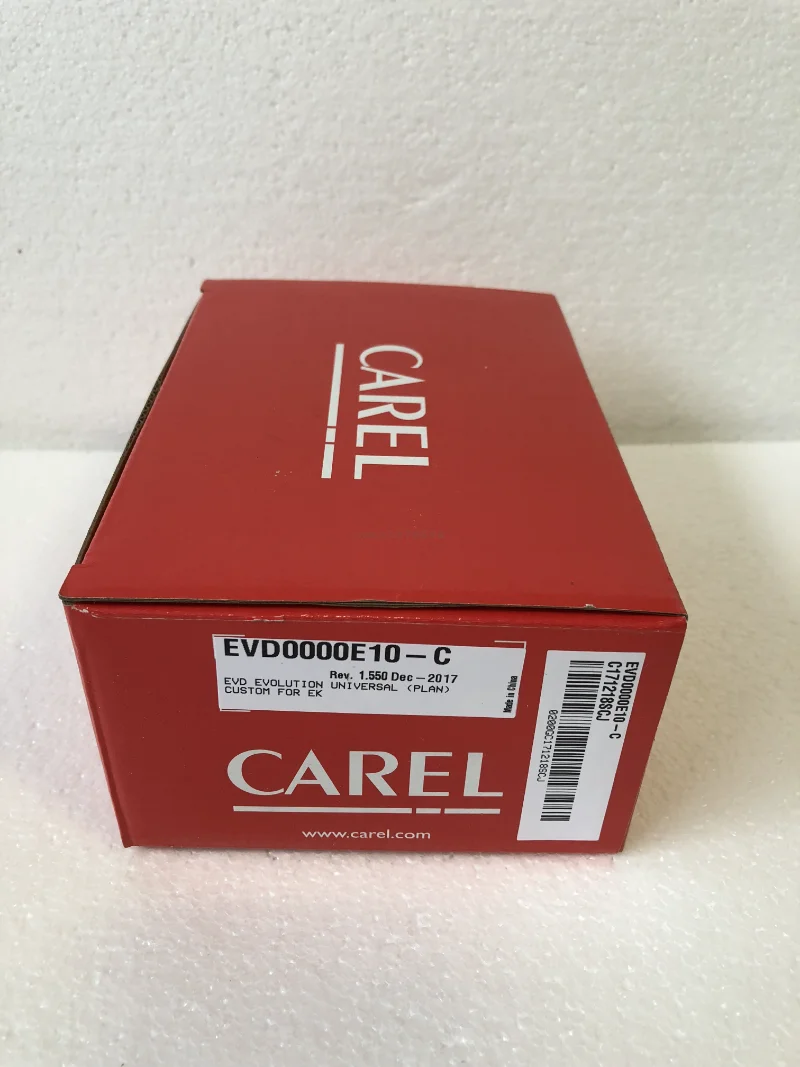 CAREL
EVD0000E10-C
Rev. 1.550 Dec-2017
EVD EVOLUTION UNIVERSAL (PLAN)
CUSTOM FOR EK
Made in China
CAREL
www.carel.com
EVD0000E10-C
C171218SCJ